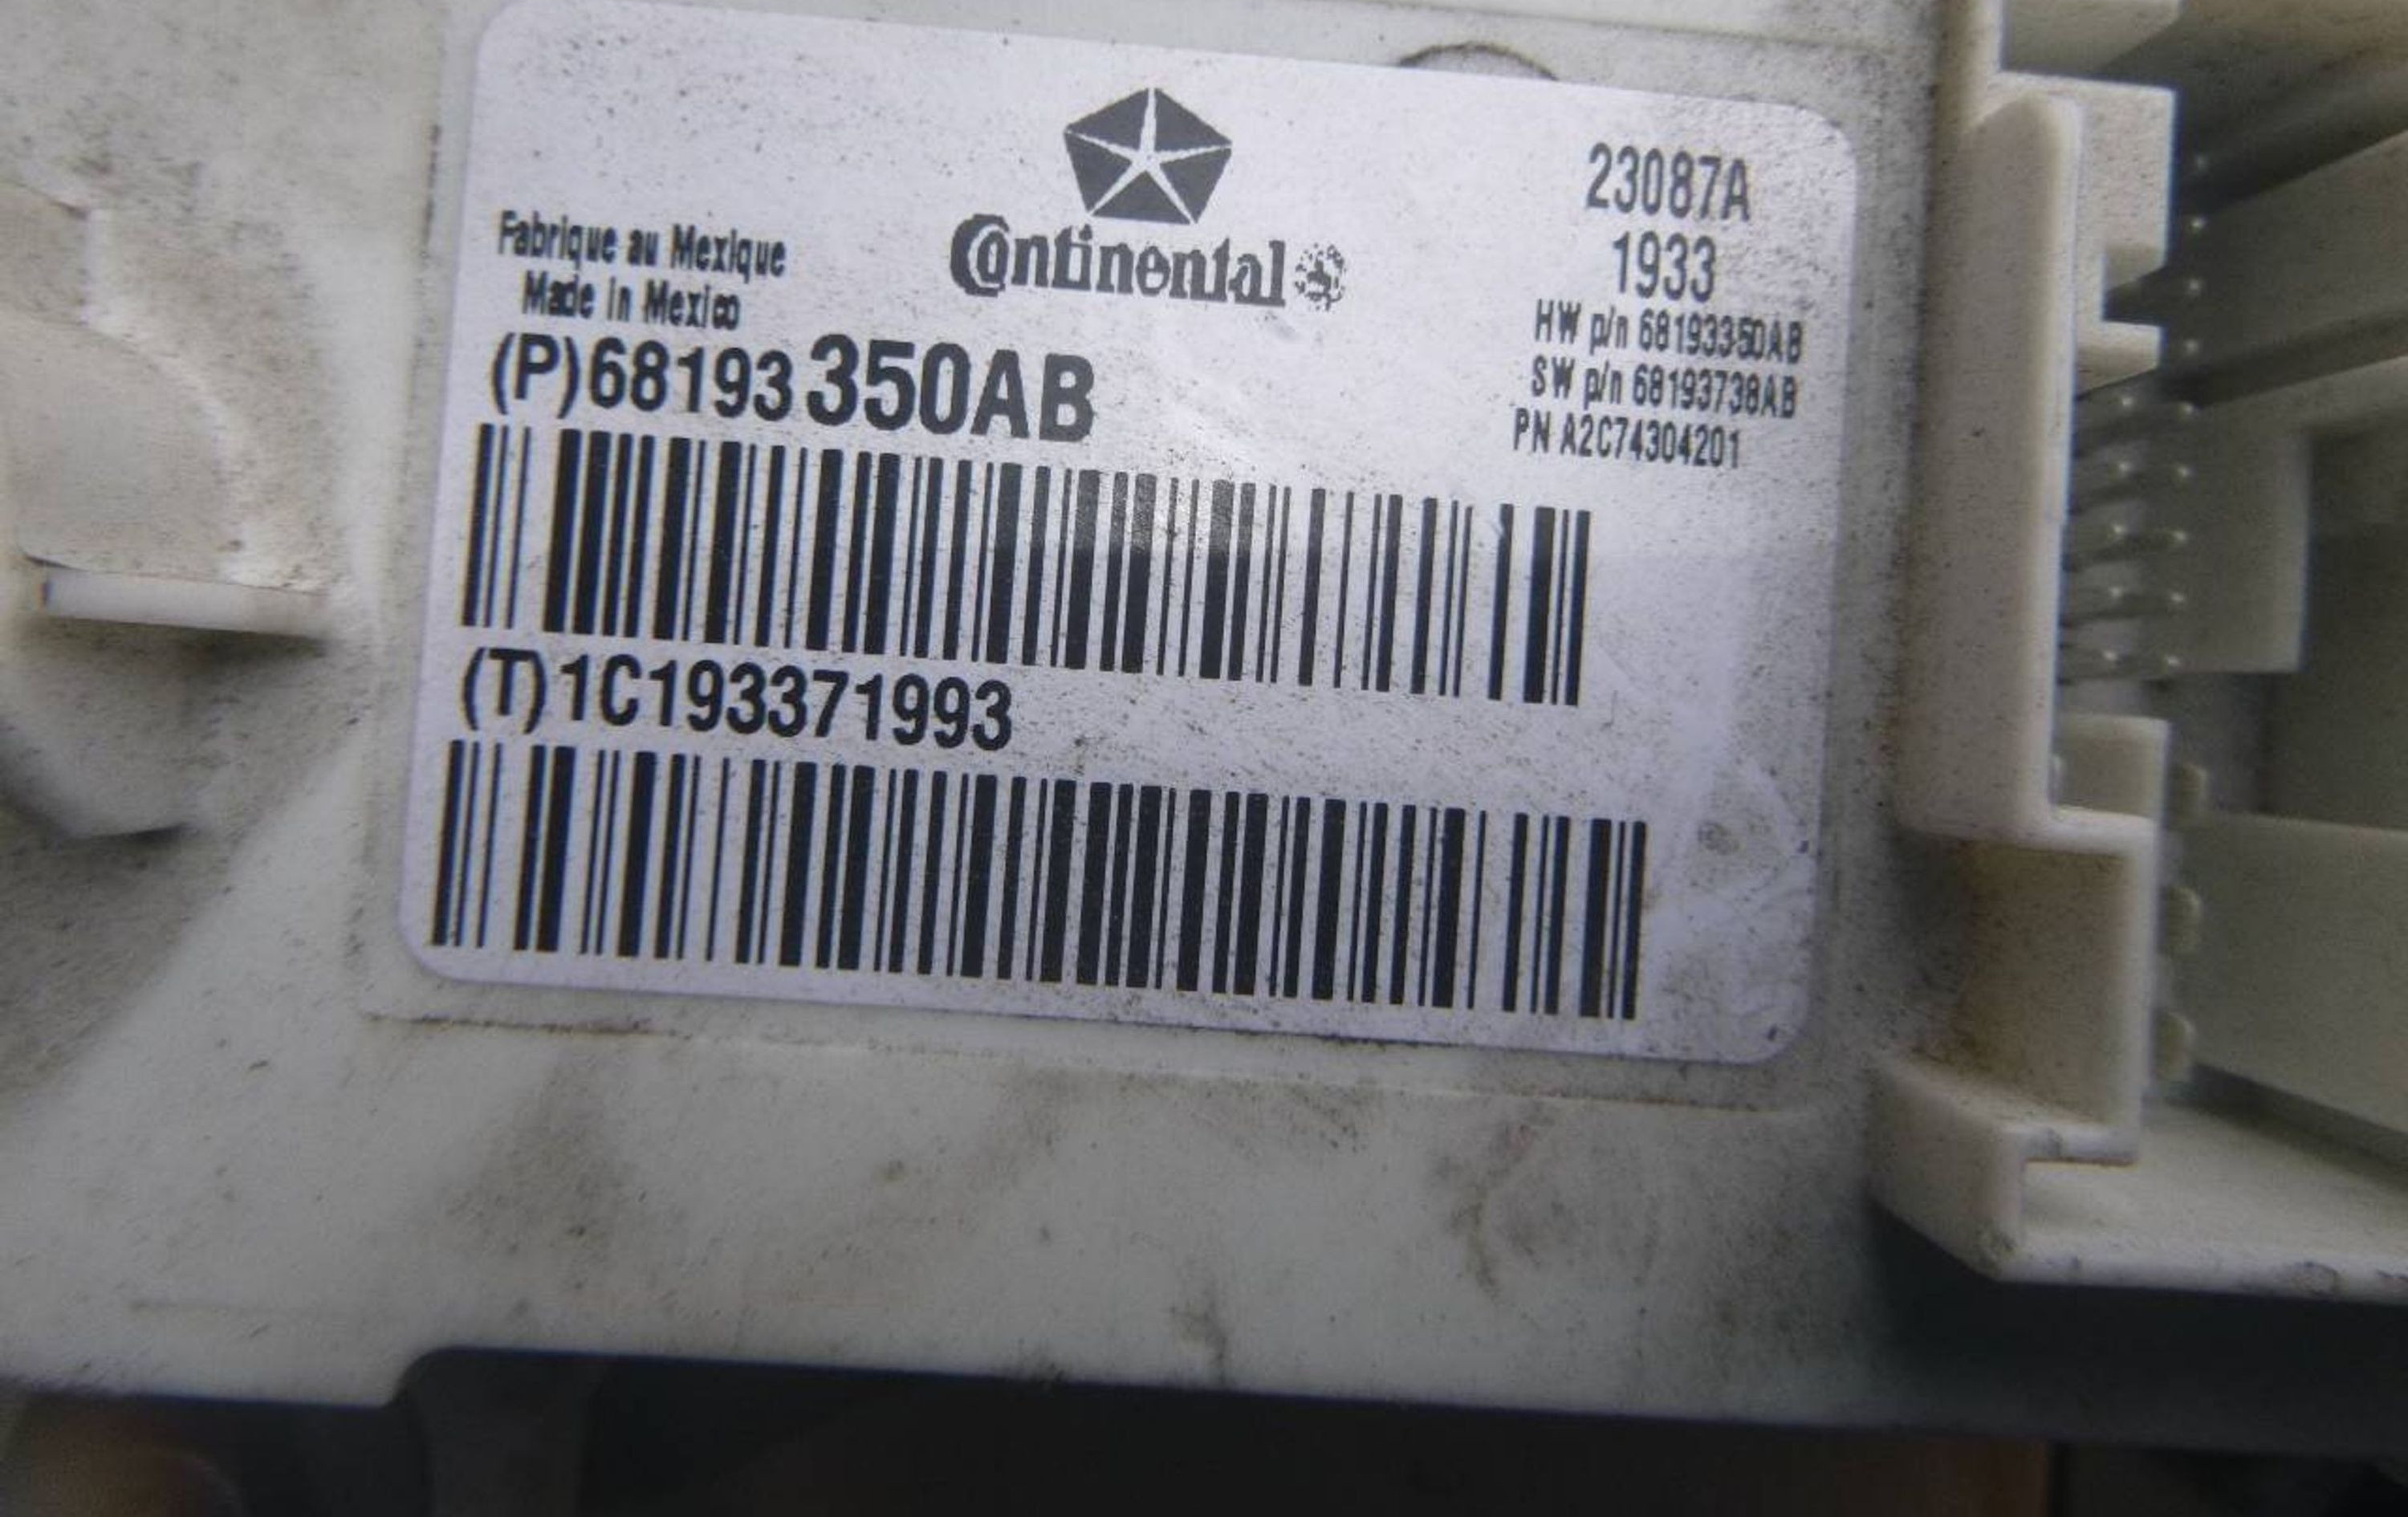 Continental
Fabrique au Mexique
Made in Mexico
(P)68193350AB
23087A
1933
HW p/n 68193350AB
SW p/n 68193738AB
PN A2C74304201
(T)1C193371993